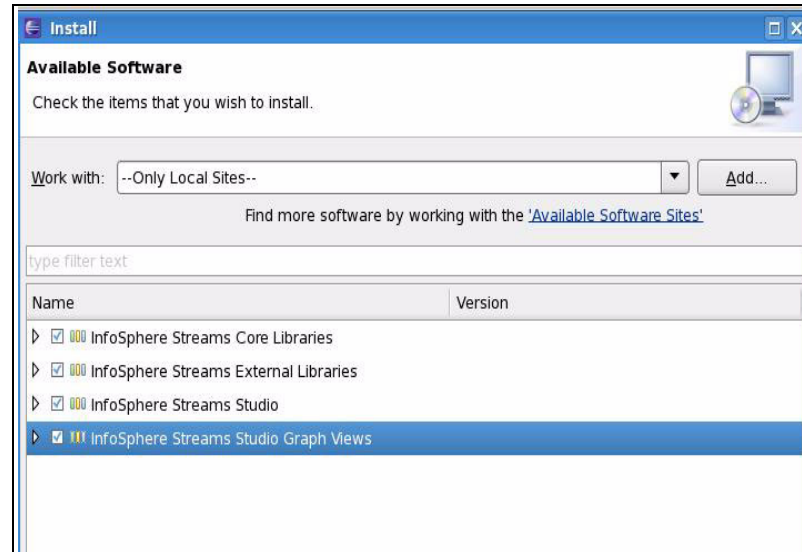 Install
Available Software
Check the items that you wish to install.
Work with: --Only Local Sites-- Add...
Find more software by working with the 'Available Software Sites'
type filter text
Name Version
InfoSphere Streams Core Libraries
InfoSphere Streams External Libraries
InfoSphere Streams Studio
InfoSphere Streams Studio Graph Views